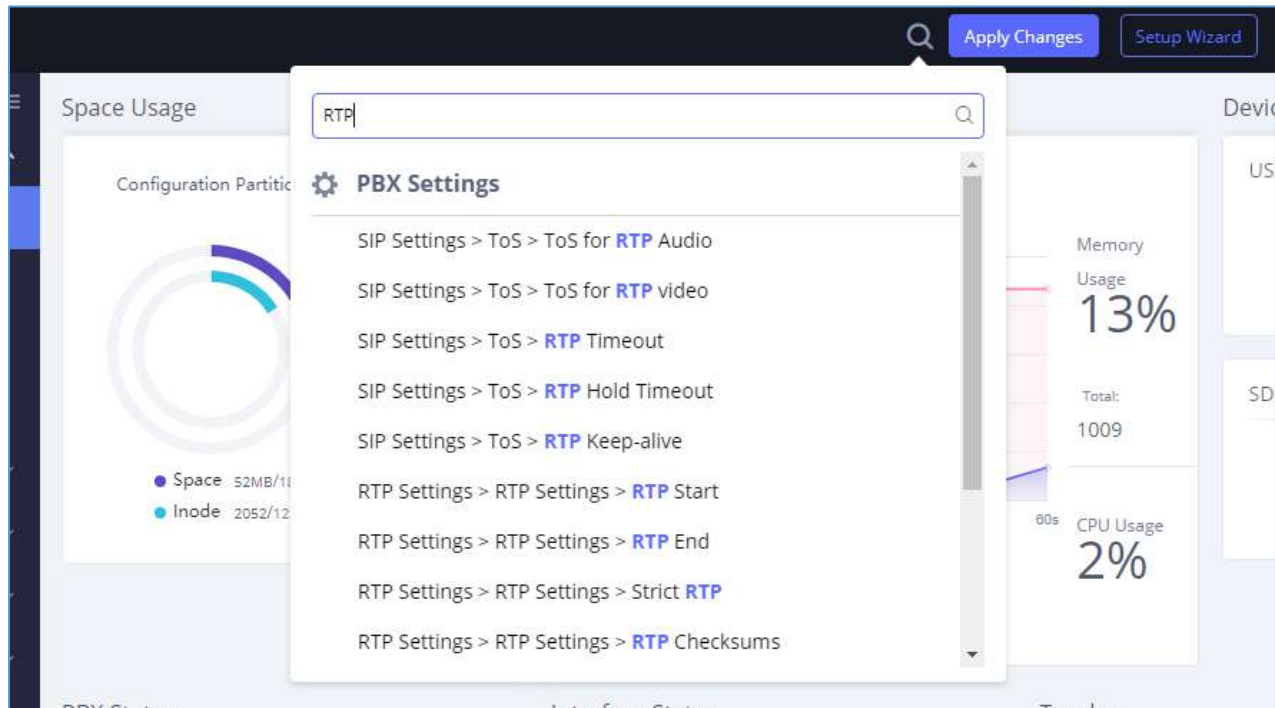 Apply Changes
Setup Wizard
Space Usage
RTP
Configuration
PBX Settings
SIP Settings > ToS > ToS for RTP Audio
SIP Settings > ToS > ToS for RTP video
SIP Settings > ToS > RTP Timeout
SIP Settings > ToS > RTP Hold Timeout
SIP Settings > ToS > RTP Keep-alive
RTP Settings > RTP Settings > RTP Start
RTP Settings > RTP Settings > RTP End
RTP Settings > RTP Settings > Strict RTP
RTP Settings > RTP Settings > RTP Checksums
Space 52MB/
Inode 2052/12
Memory
Usage
13%
Total:
1009
60s
CPU Usage
2%
US
SD